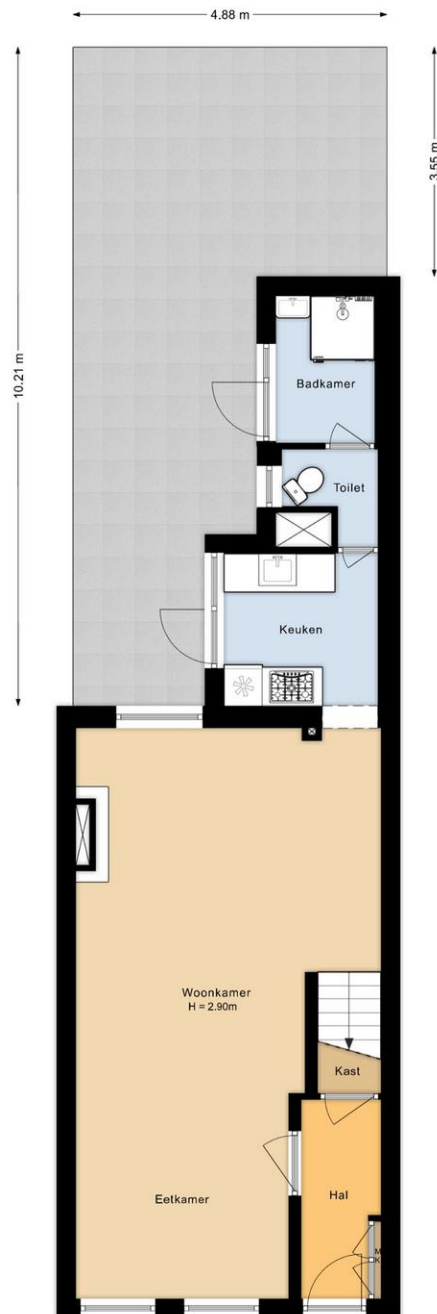 4.88 m
10.21 m
3.55 m
Badkamer
Toilet
Keuken
Woonkamer
H = 2.90m
Kast
Eetkamer
Hal
M
K